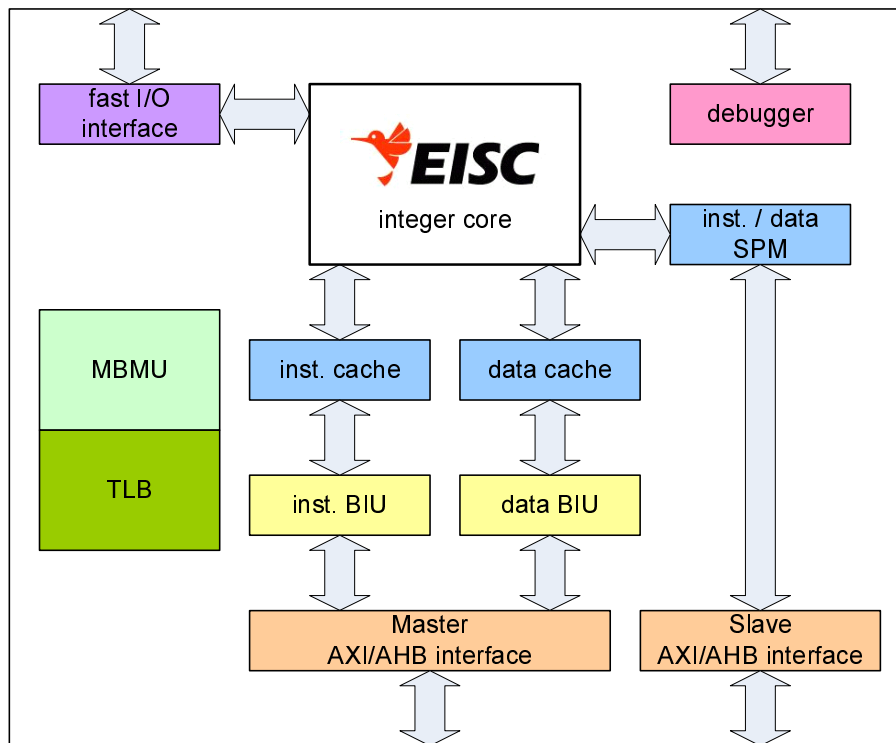 fast I/O
interface
EISC
integer core
debugger
inst. / data
SPM
MBMU
TLB
inst. cache
data cache
inst. BIU
data BIU
Master
AXI/AHB interface
Slave
AXI/AHB interface